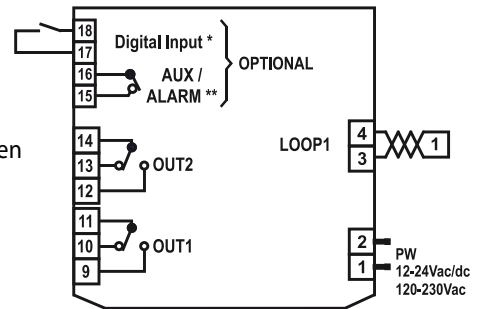 18
17
16
15
Digital Input *
AUX /
ALARM **
OPTIONAL
en
14
13
12
OUT2
11
10
9
OUT1
LOOP1
4
3
1
2
1
PW
12-24Vac/dc
120-230Vac